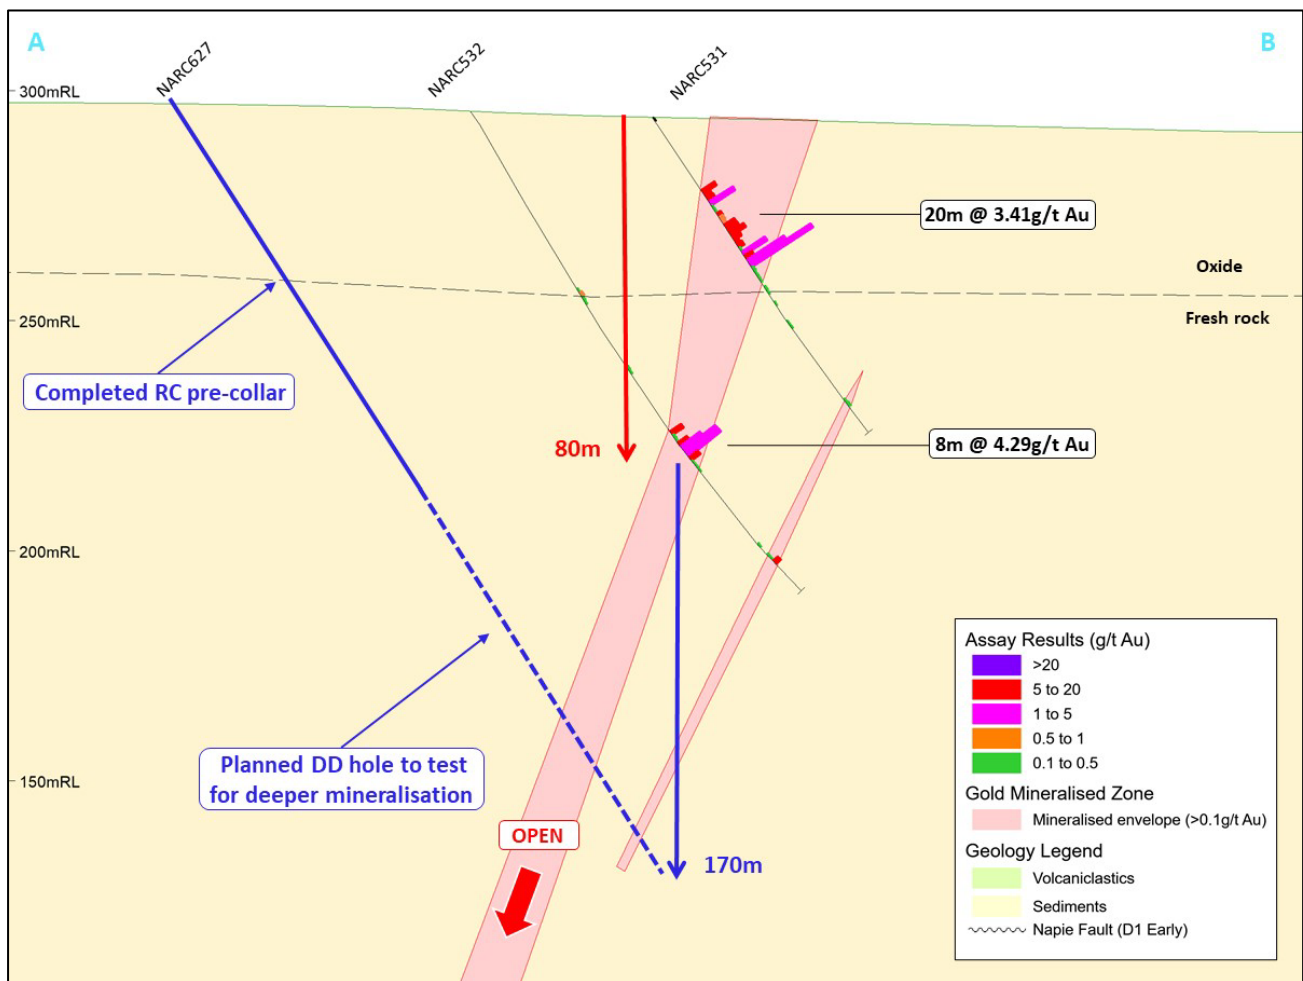 A
B
NARC627
NARC532
NARC531
300mRL
20m @ 3.41g/t Au
Oxide
250mRL
Fresh rock
Completed RC pre-collar
80m
8m @ 4.29g/t Au
200mRL
Planned DD hole to test
for deeper mineralisation
150mRL
OPEN
170m
Assay Results (g/t Au)
>20
5 to 20
1 to 5
0.5 to 1
0.1 to 0.5
Gold Mineralised Zone
Mineralised envelope (>0.1g/t Au)
Geology Legend
Volcaniclastics
Sediments
Napie Fault (D1 Early)